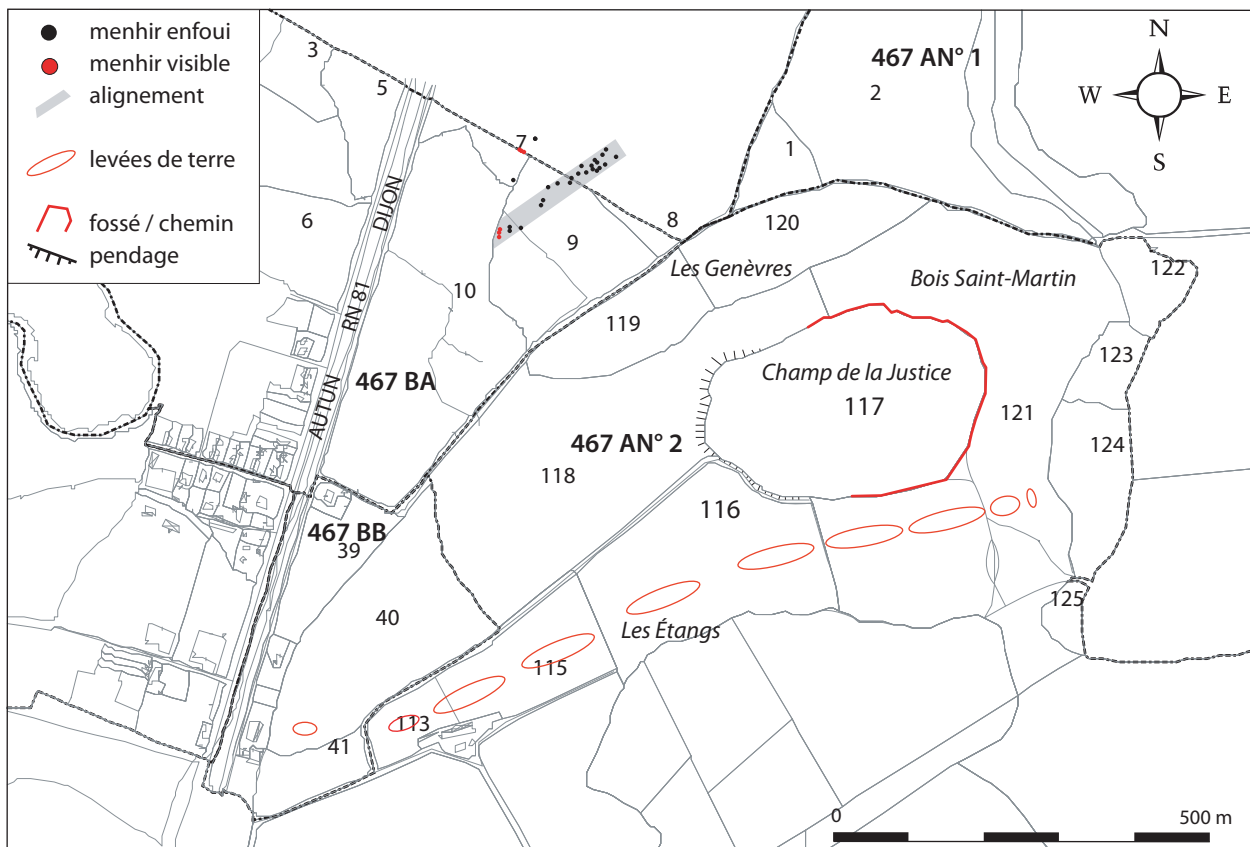 menhir enfoui
menhir visible
alignement
levées de terre
fossé / chemin
pendage
3
5
7
6
10
9
8
1
2
467 AN° 1
N
W E
S
120
119
Les Genèvres
Bois Saint-Martin
122
123
124
121
Champ de la Justice
117
DIJON
RN 81
AUTUN
467 BA
467 AN° 2
118
116
467 BB
39
40
Les Étangs
125
115
113
41
0 500 m